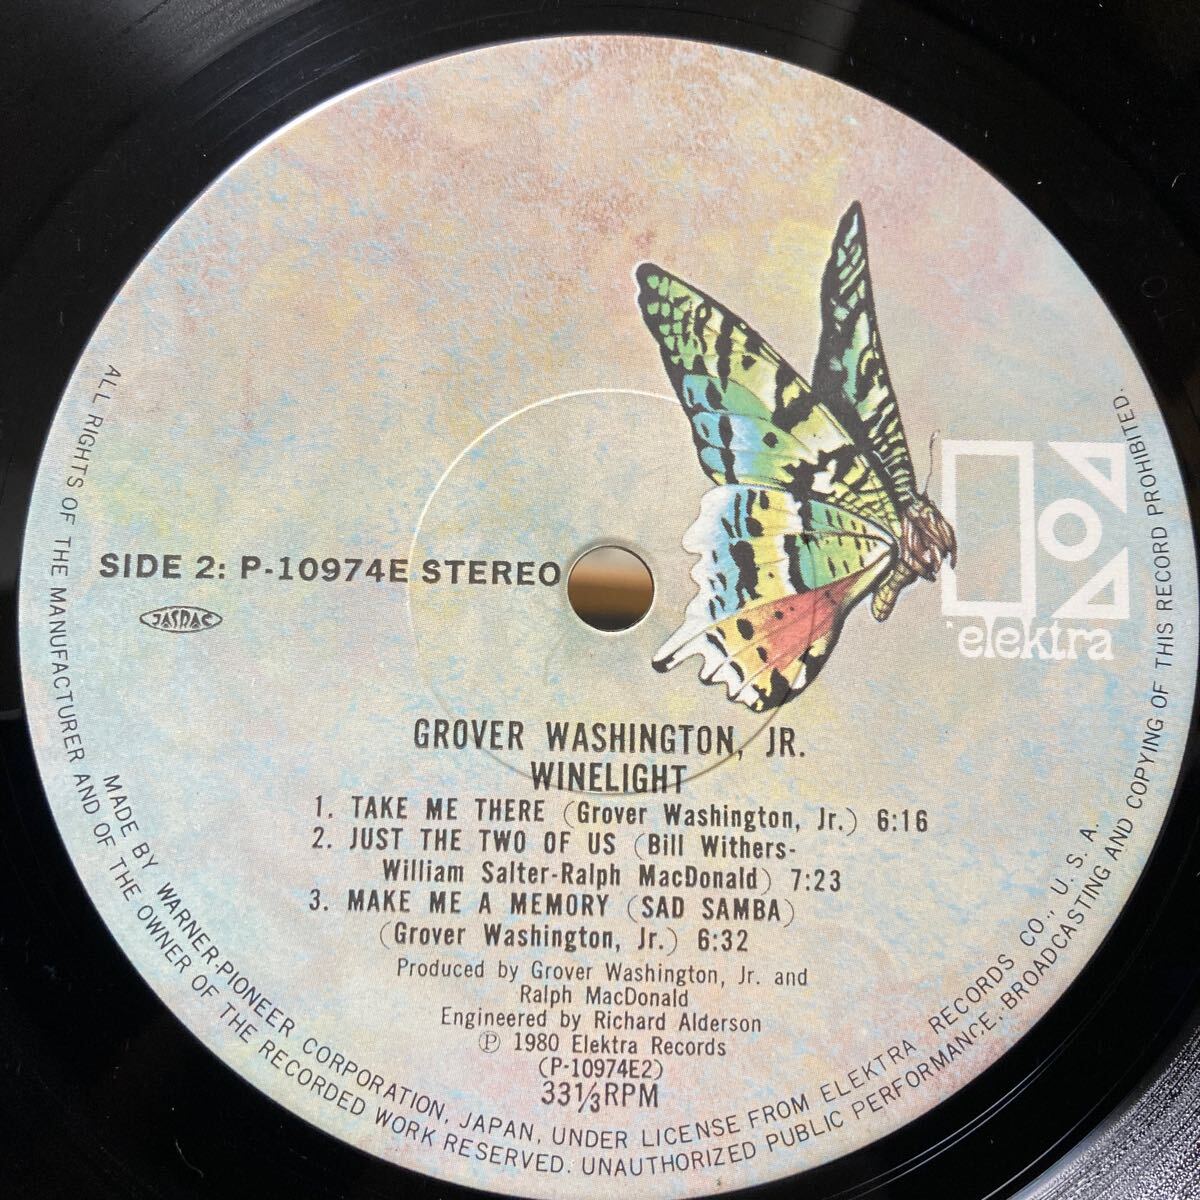 SIDE 2: P-10974E STEREO
JASRAC
elektra
GROVER WASHINGTON, JR.
WINELIGHT
1. TAKE ME THERE (Grover Washington, Jr.) 6:16
2. JUST THE TWO OF US (Bill Withers-
William Salter-Ralph MacDonald) 7:23
3. MAKE ME A MEMORY (SAD SAMBA)
(Grover Washington, Jr.) 6:32
Produced by Grover Washington, Jr. and
Ralph MacDonald
Engineered by Richard Alderson
Ⓟ 1980 Elektra Records
(P-10974E2)
33⅓RPM
MADE BY WARNER-PIONEER CORPORATION, JAPAN, UNDER LICENSE FROM ELEKTRA RECORDS CO., U. S. A.
ALL RIGHTS OF THE MANUFACTURER AND OF THE OWNER OF THE RECORDED WORK RESERVED. UNAUTHORIZED PUBLIC PERFORMANCE, BROADCASTING AND COPYING OF THIS RECORD PROHIBITED.